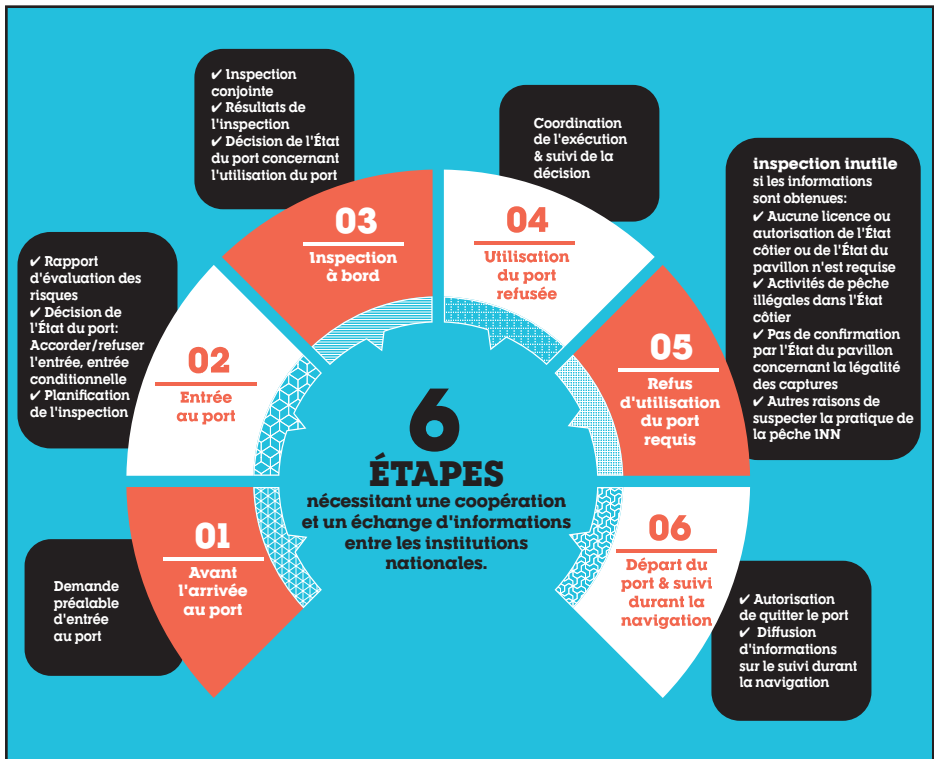 6
ÉTAPES
nécessitant une coopération
et un échange d'informations
entre les institutions
nationales.
01
Avant
l'arrivée
au port
Demande
préalable
d'entrée
au port
02
Entrée
au port
✔ Rapport
d'évaluation des
risques
✔ Décision de
l'État du port:
Accorder/refuser
l'entrée, entrée
conditionnelle
✔ Planification
de l'inspection
03
Inspection
à bord
✔ Inspection
conjointe
✔ Résultats de
l'inspection
✔ Décision de l'État
du port concernant
l'utilisation du port
04
Utilisation
du port
refusée
Coordination
de l'exécution
& suivi de la
décision
05
Refus
d'utilisation
du port
requis
inspection inutile
si les informations
sont obtenues:
✔ Aucune licence ou
autorisation de l'État
côtier ou de l'État du
pavillon n'est requise
✔ Activités de pêche
illégales dans l'État
côtier
✔ Pas de confirmation
par l'État du pavillon
concernant la légalité
des captures
✔ Autres raisons de
suspecter la pratique de
la pêche INN
06
Départ du
port & suivi
durant la
navigation
✔ Autorisation
de quitter le port
✔ Diffusion
d'informations
sur le suivi durant
la navigation